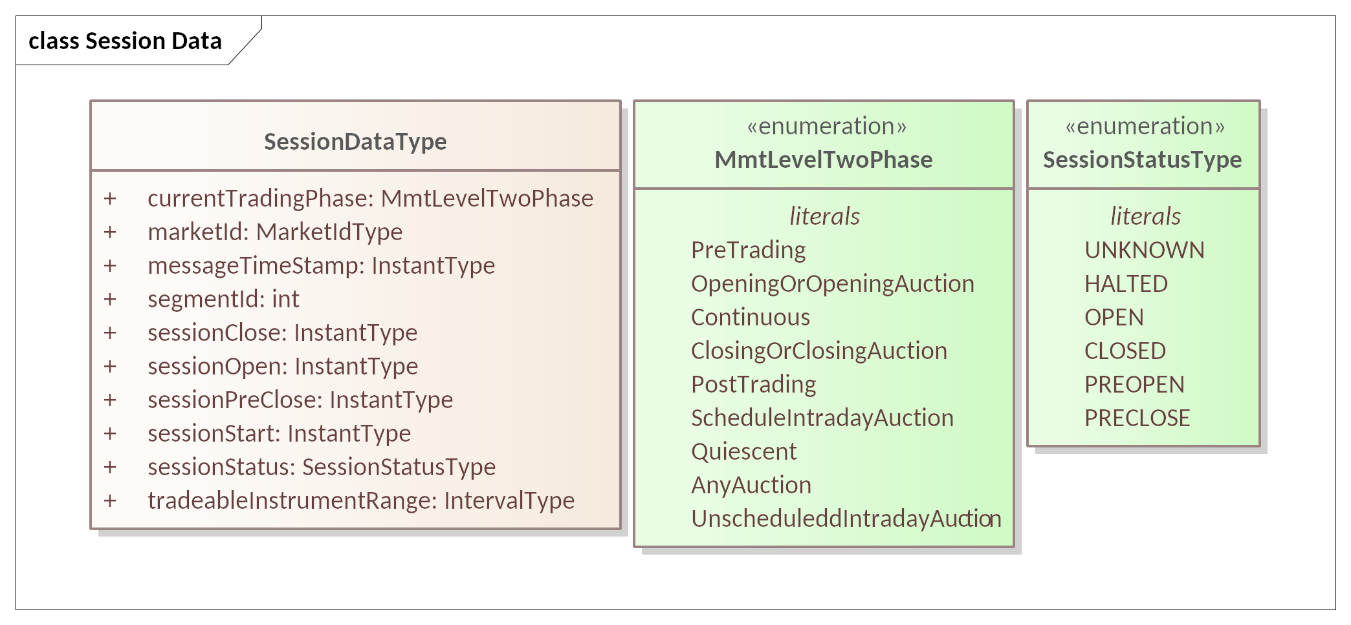 class Session Data
SessionDataType
+ currentTradingPhase: MmtLevelTwoPhase
+ marketId: MarketIdType
+ messageTimeStamp: InstantType
+ segmentId: int
+ sessionClose: InstantType
+ sessionOpen: InstantType
+ sessionPreClose: InstantType
+ sessionStart: InstantType
+ sessionStatus: SessionStatusType
+ tradeableInstrumentRange: IntervalType
«enumeration»
MmtLevelTwoPhase
literals
PreTrading
OpeningOrOpeningAuction
Continuous
ClosingOrClosingAuction
PostTrading
ScheduleIntradayAuction
Quiescent
AnyAuction
UnscheduleddIntradayAuction
«enumeration»
SessionStatusType
literals
UNKNOWN
HALTED
OPEN
CLOSED
PREOPEN
PRECLOSE